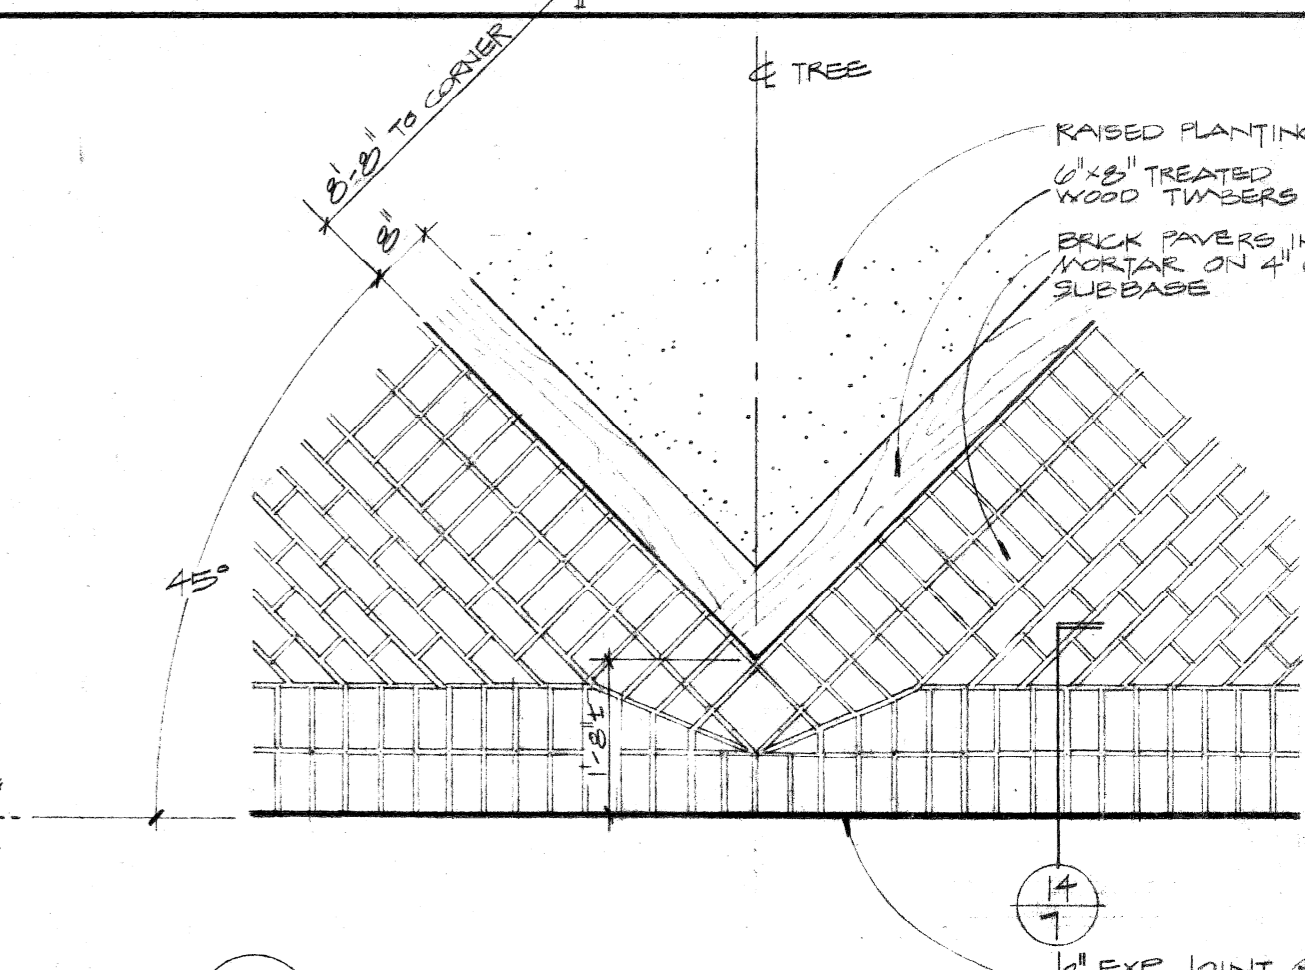 8'-8" TO CORNER
8"
℄ TREE
RAISED PLANTING
6"x8" TREATED
WOOD TIMBERS
BRICK PAVERS IN
MORTAR ON 4"
SUBBASE
45°
1'-8"±
14
7
EXP. JOINT